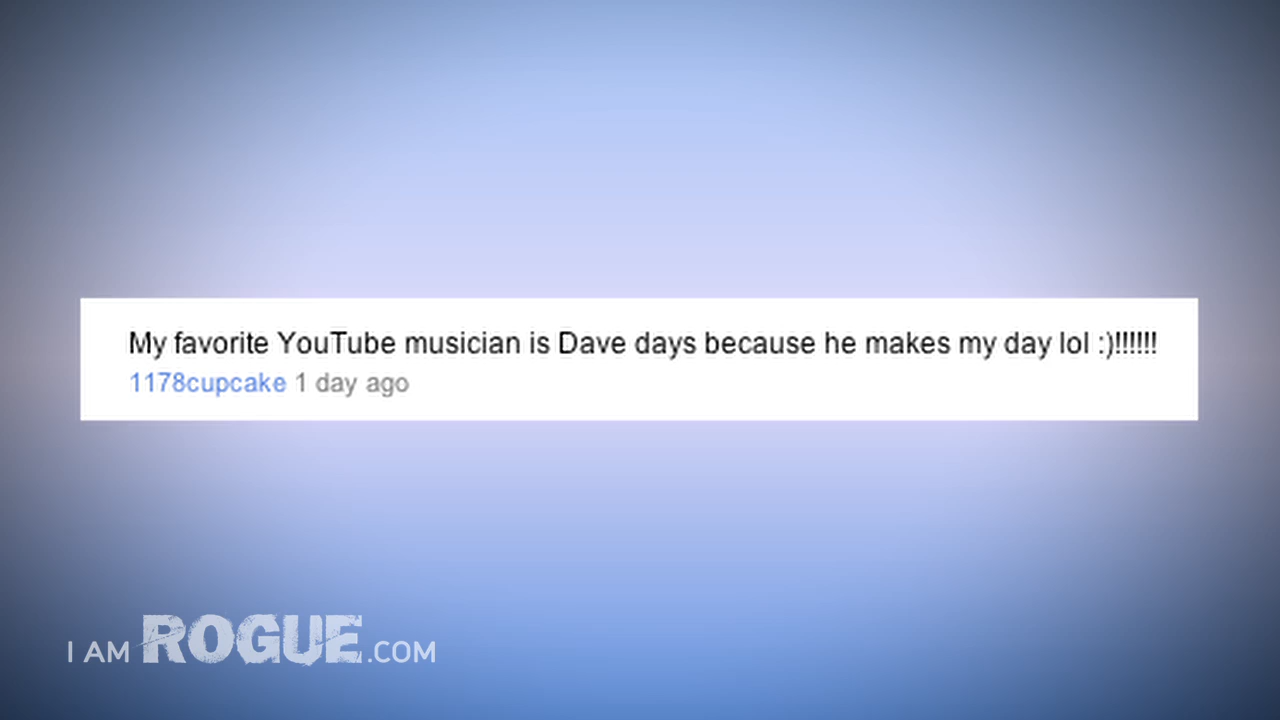 My favorite YouTube musician is Dave days because he makes my day lol :)!!!!!!
1178cupcake 1 day ago
I AM ROGUE.COM